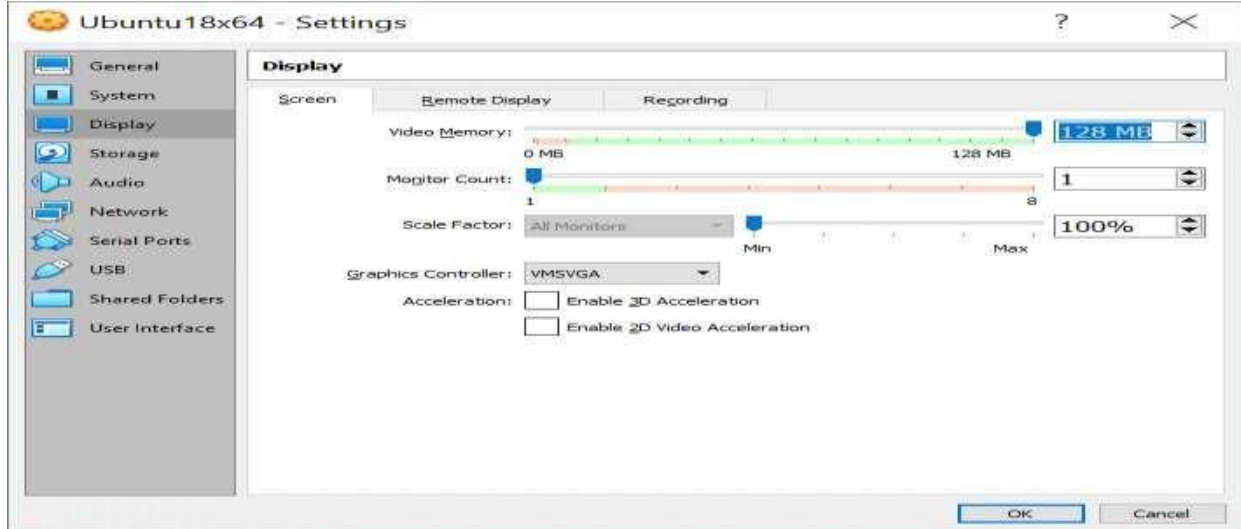 Ubuntu18x64 - Settings ? ×
General
System
Display
Storage
Audio
Network
Serial Ports
USB
Shared Folders
User Interface
Display
Screen Remote Display Recording
Video Memory: 128 MB
0 MB 128 MB
Monitor Count: 1
1 8
Scale Factor: All Monitors 100%
Min Max
Graphics Controller: VMSVGA
Acceleration: Enable 3D Acceleration
Enable 2D Video Acceleration
OK Cancel